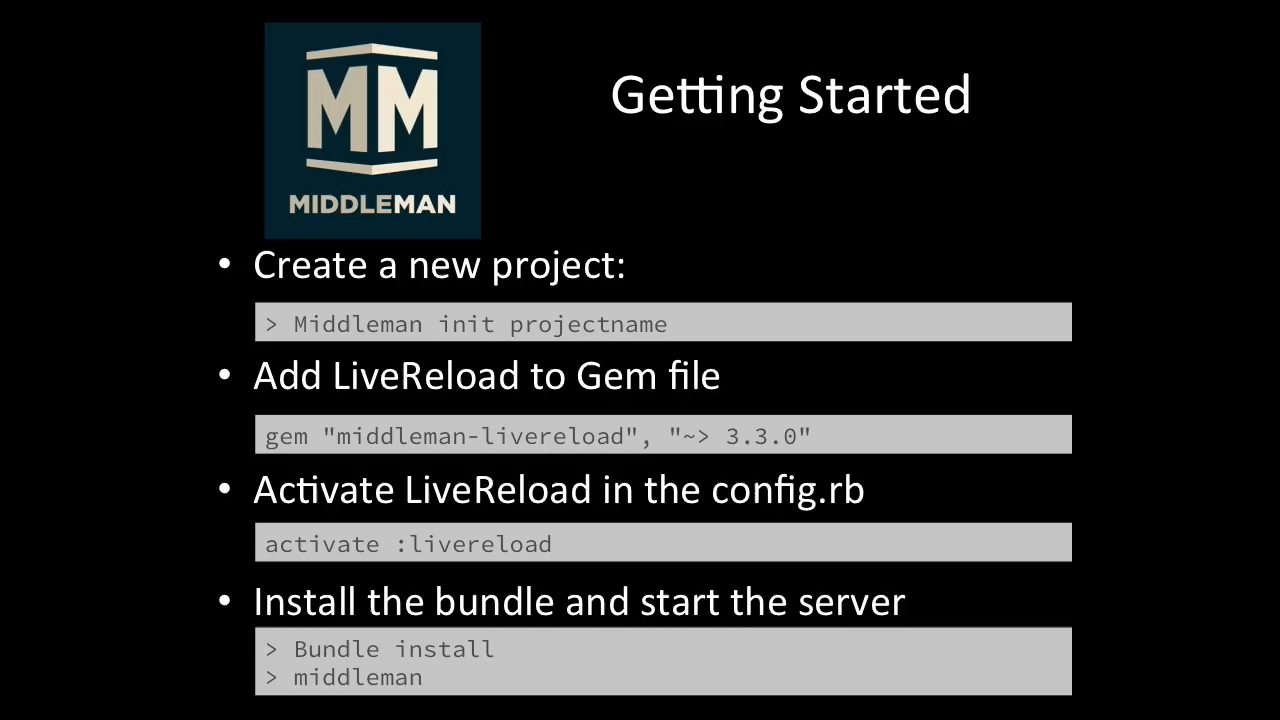 MM
MIDDLEMAN
Getting Started
• Create a new project:
> Middleman init projectname
• Add LiveReload to Gem file
gem "middleman-livereload", "~> 3.3.0"
• Activate LiveReload in the config.rb
activate :livereload
• Install the bundle and start the server
> Bundle install
> middleman